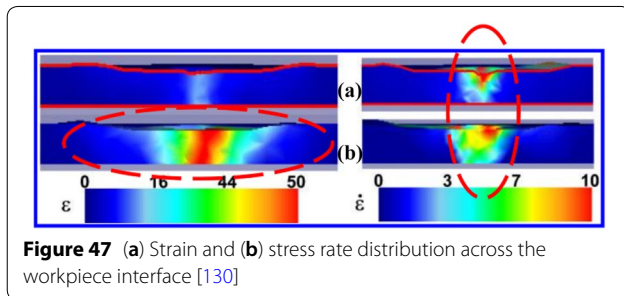 (a)
(b)
0 16 44 50
ε
0 3 7 10
ε̇
Figure 47 (a) Strain and (b) stress rate distribution across the
workpiece interface [130]